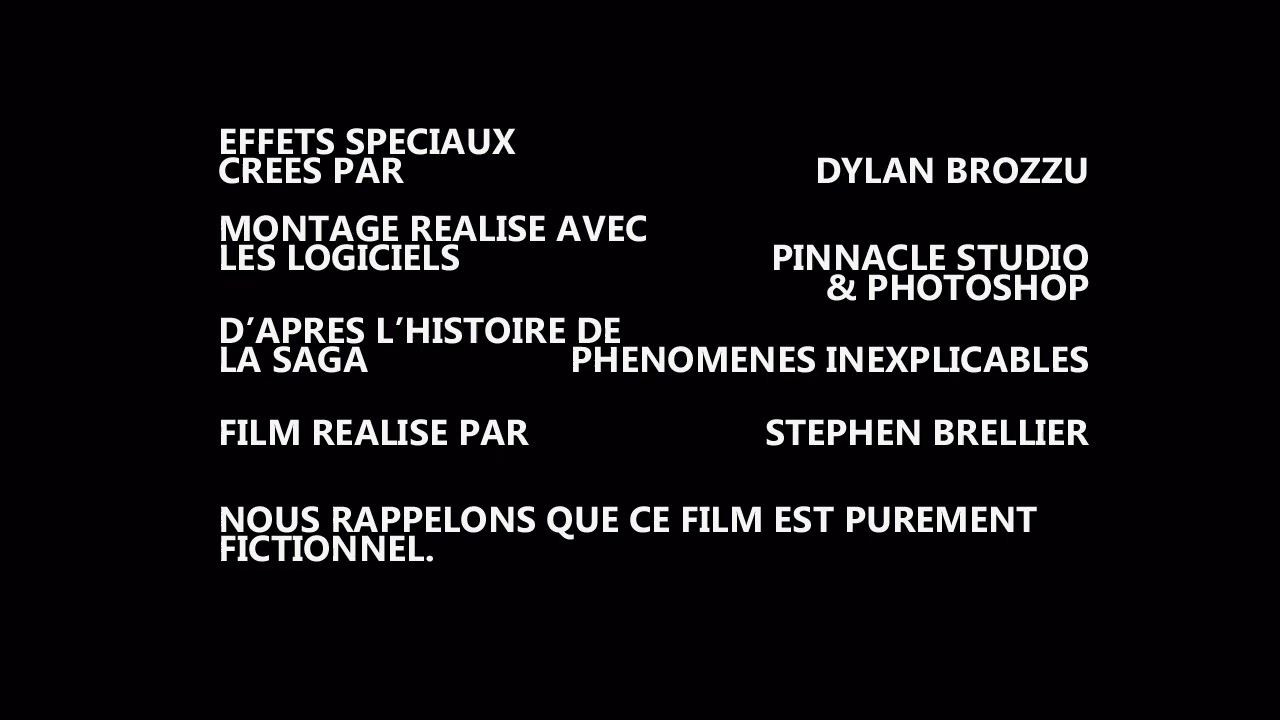 EFFETS SPECIAUX
CREES PAR DYLAN BROZZU
MONTAGE REALISE AVEC
LES LOGICIELS PINNACLE STUDIO
& PHOTOSHOP
D’APRES L’HISTOIRE DE
LA SAGA PHENOMENES INEXPLICABLES
FILM REALISE PAR STEPHEN BRELLIER
NOUS RAPPELONS QUE CE FILM EST PUREMENT
FICTIONNEL.